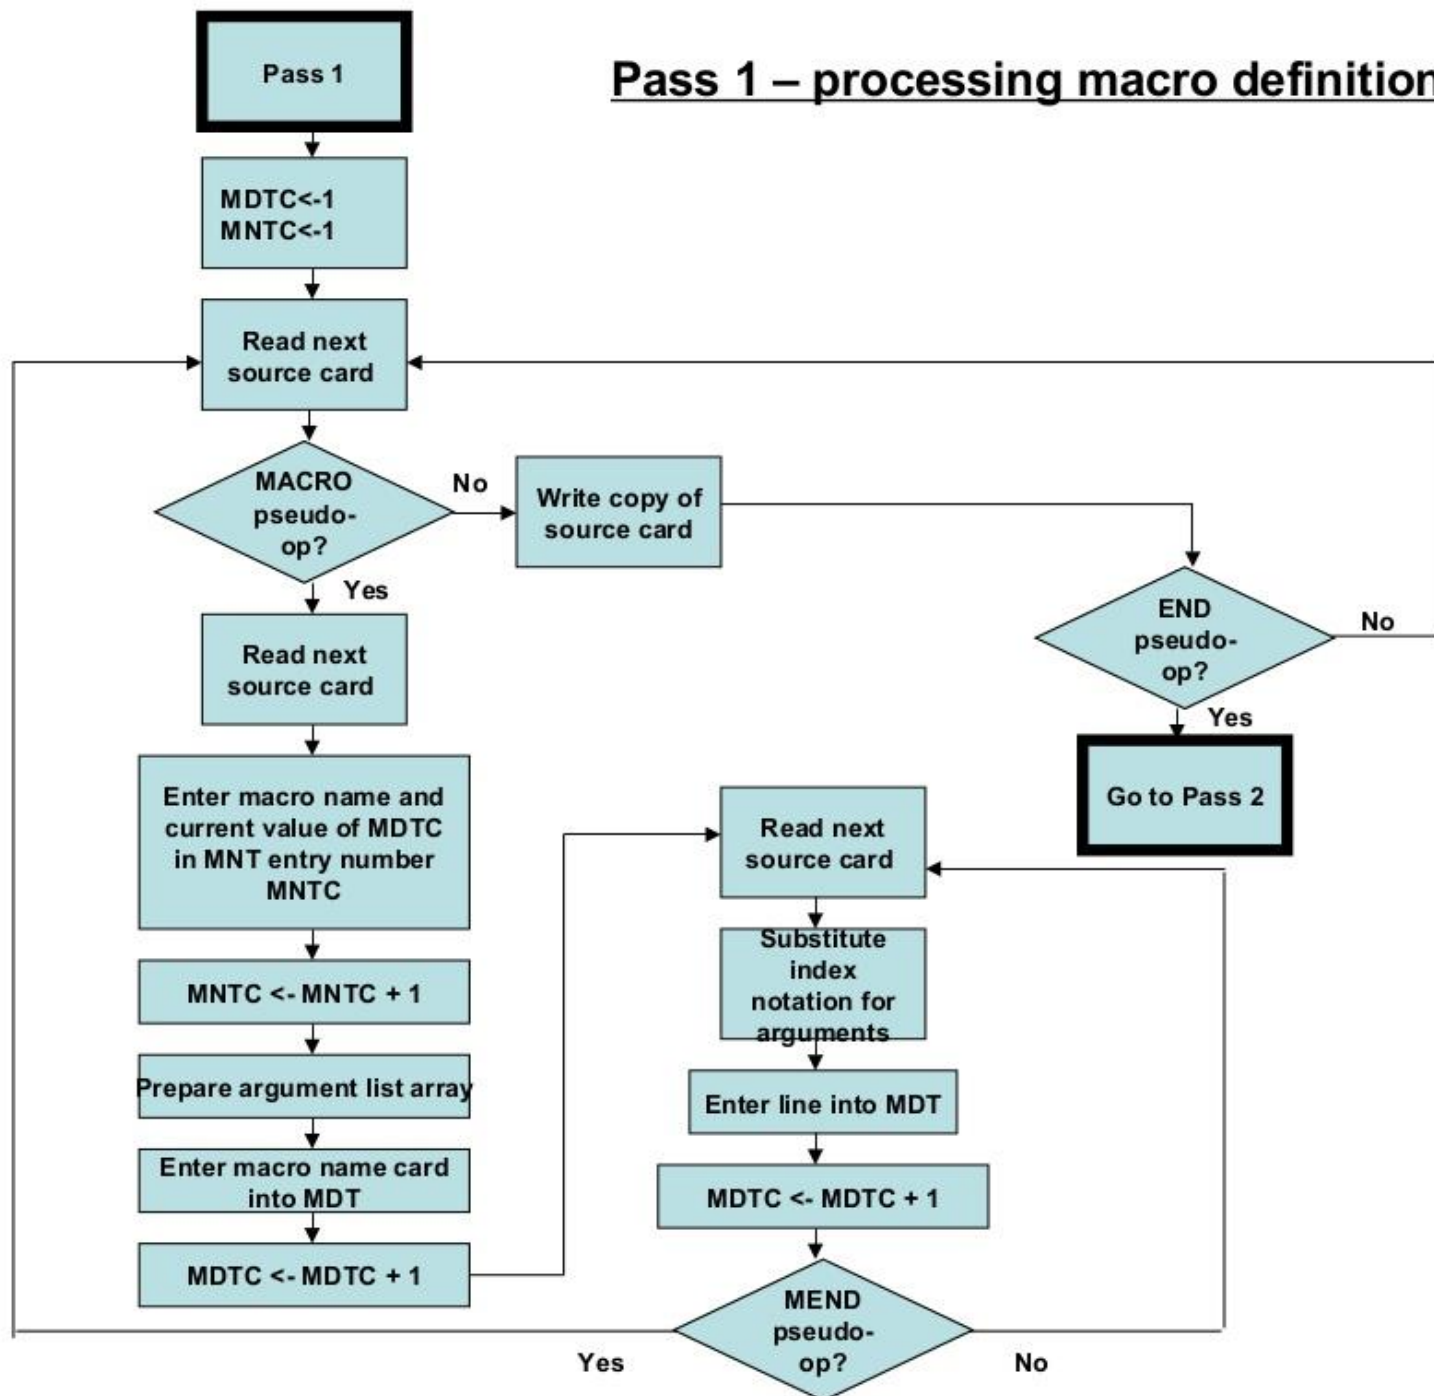 Pass 1
Pass 1 – processing macro definition
MDTC<-1
MNTC<-1
Read next
source card
MACRO
pseudo-
op?
No
Write copy of
source card
Yes
END
pseudo-
op?
No
Yes
Go to Pass 2
Read next
source card
Enter macro name and
current value of MDTC
in MNT entry number
MNTC
MNTC <- MNTC + 1
Prepare argument list array
Enter macro name card
into MDT
MDTC <- MDTC + 1
Read next
source card
Substitute
index
notation for
arguments
Enter line into MDT
MDTC <- MDTC + 1
MEND
pseudo-
op?
Yes
No